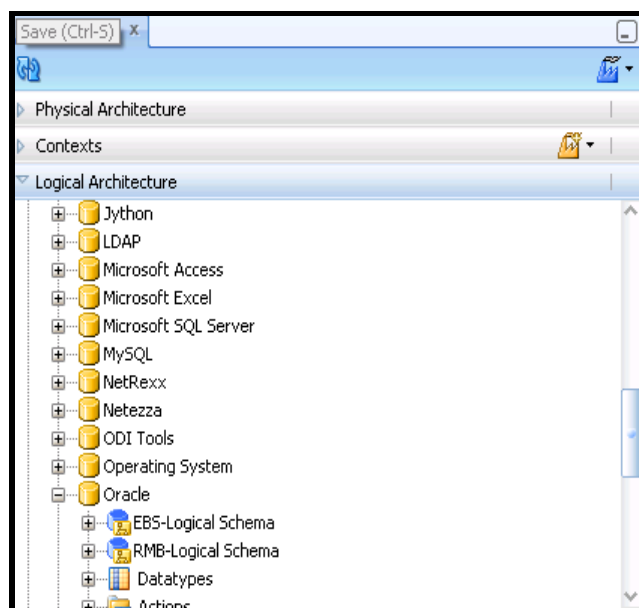 Save (Ctrl-S) x
Physical Architecture
Contexts
Logical Architecture
Jython
LDAP
Microsoft Access
Microsoft Excel
Microsoft SQL Server
MySQL
NetRexx
Netezza
ODI Tools
Operating System
Oracle
EBS-Logical Schema
RMB-Logical Schema
Datatypes
Actions